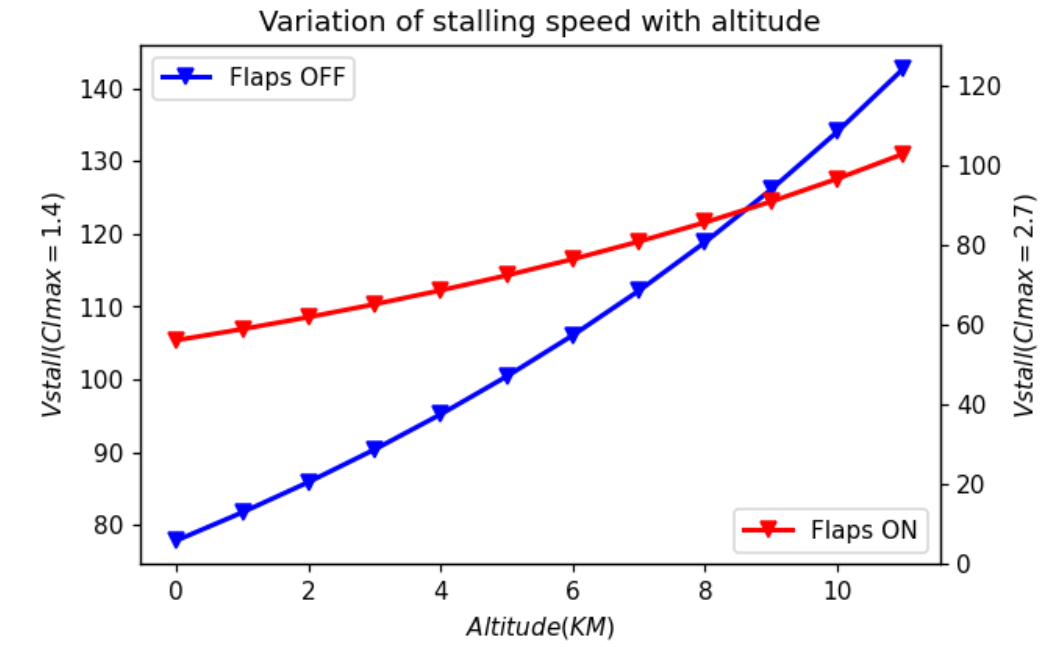 Variation of stalling speed with altitude
Flaps OFF
Flaps ON
140
130
120
110
100
90
80
Vstall(Clmax = 1.4)
120
100
80
60
40
20
0
Vstall(Clmax = 2.7)
0 2 4 6 8 10
Altitude(KM)